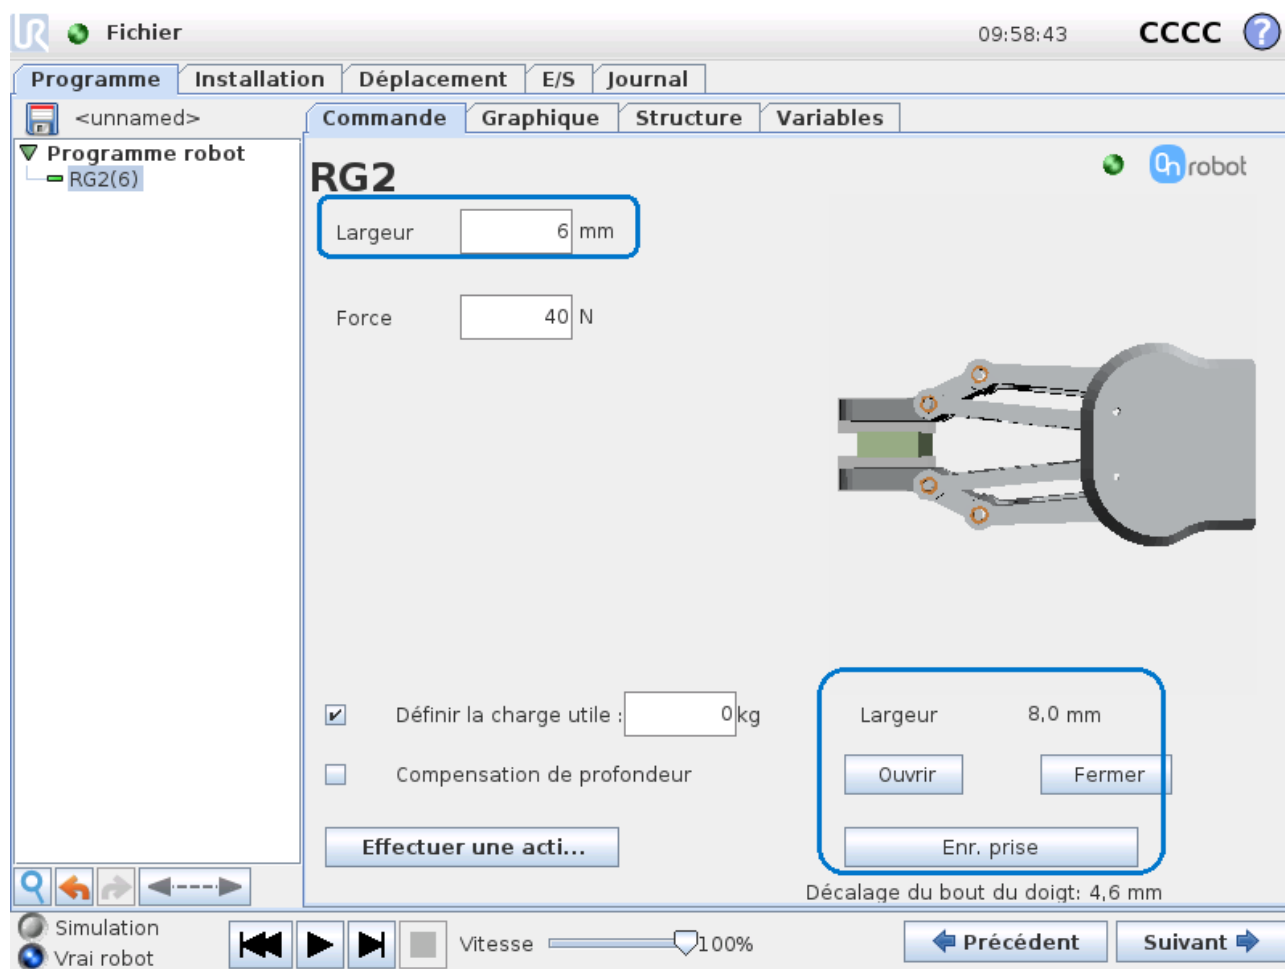 Fichier 09:58:43 CCCC ?
Programme Installation Déplacement E/S Journal
<unnamed> Commande Graphique Structure Variables
Programme robot
RG2(6)
RG2
On robot
Largeur 6 mm
Force 40 N
Définir la charge utile : 0 kg
Largeur 8,0 mm
Compensation de profondeur
Ouvrir Fermer
Effectuer une acti...
Enr. prise
Décalage du bout du doigt: 4,6 mm
Simulation
Vrai robot
Vitesse 100%
Précédent Suivant